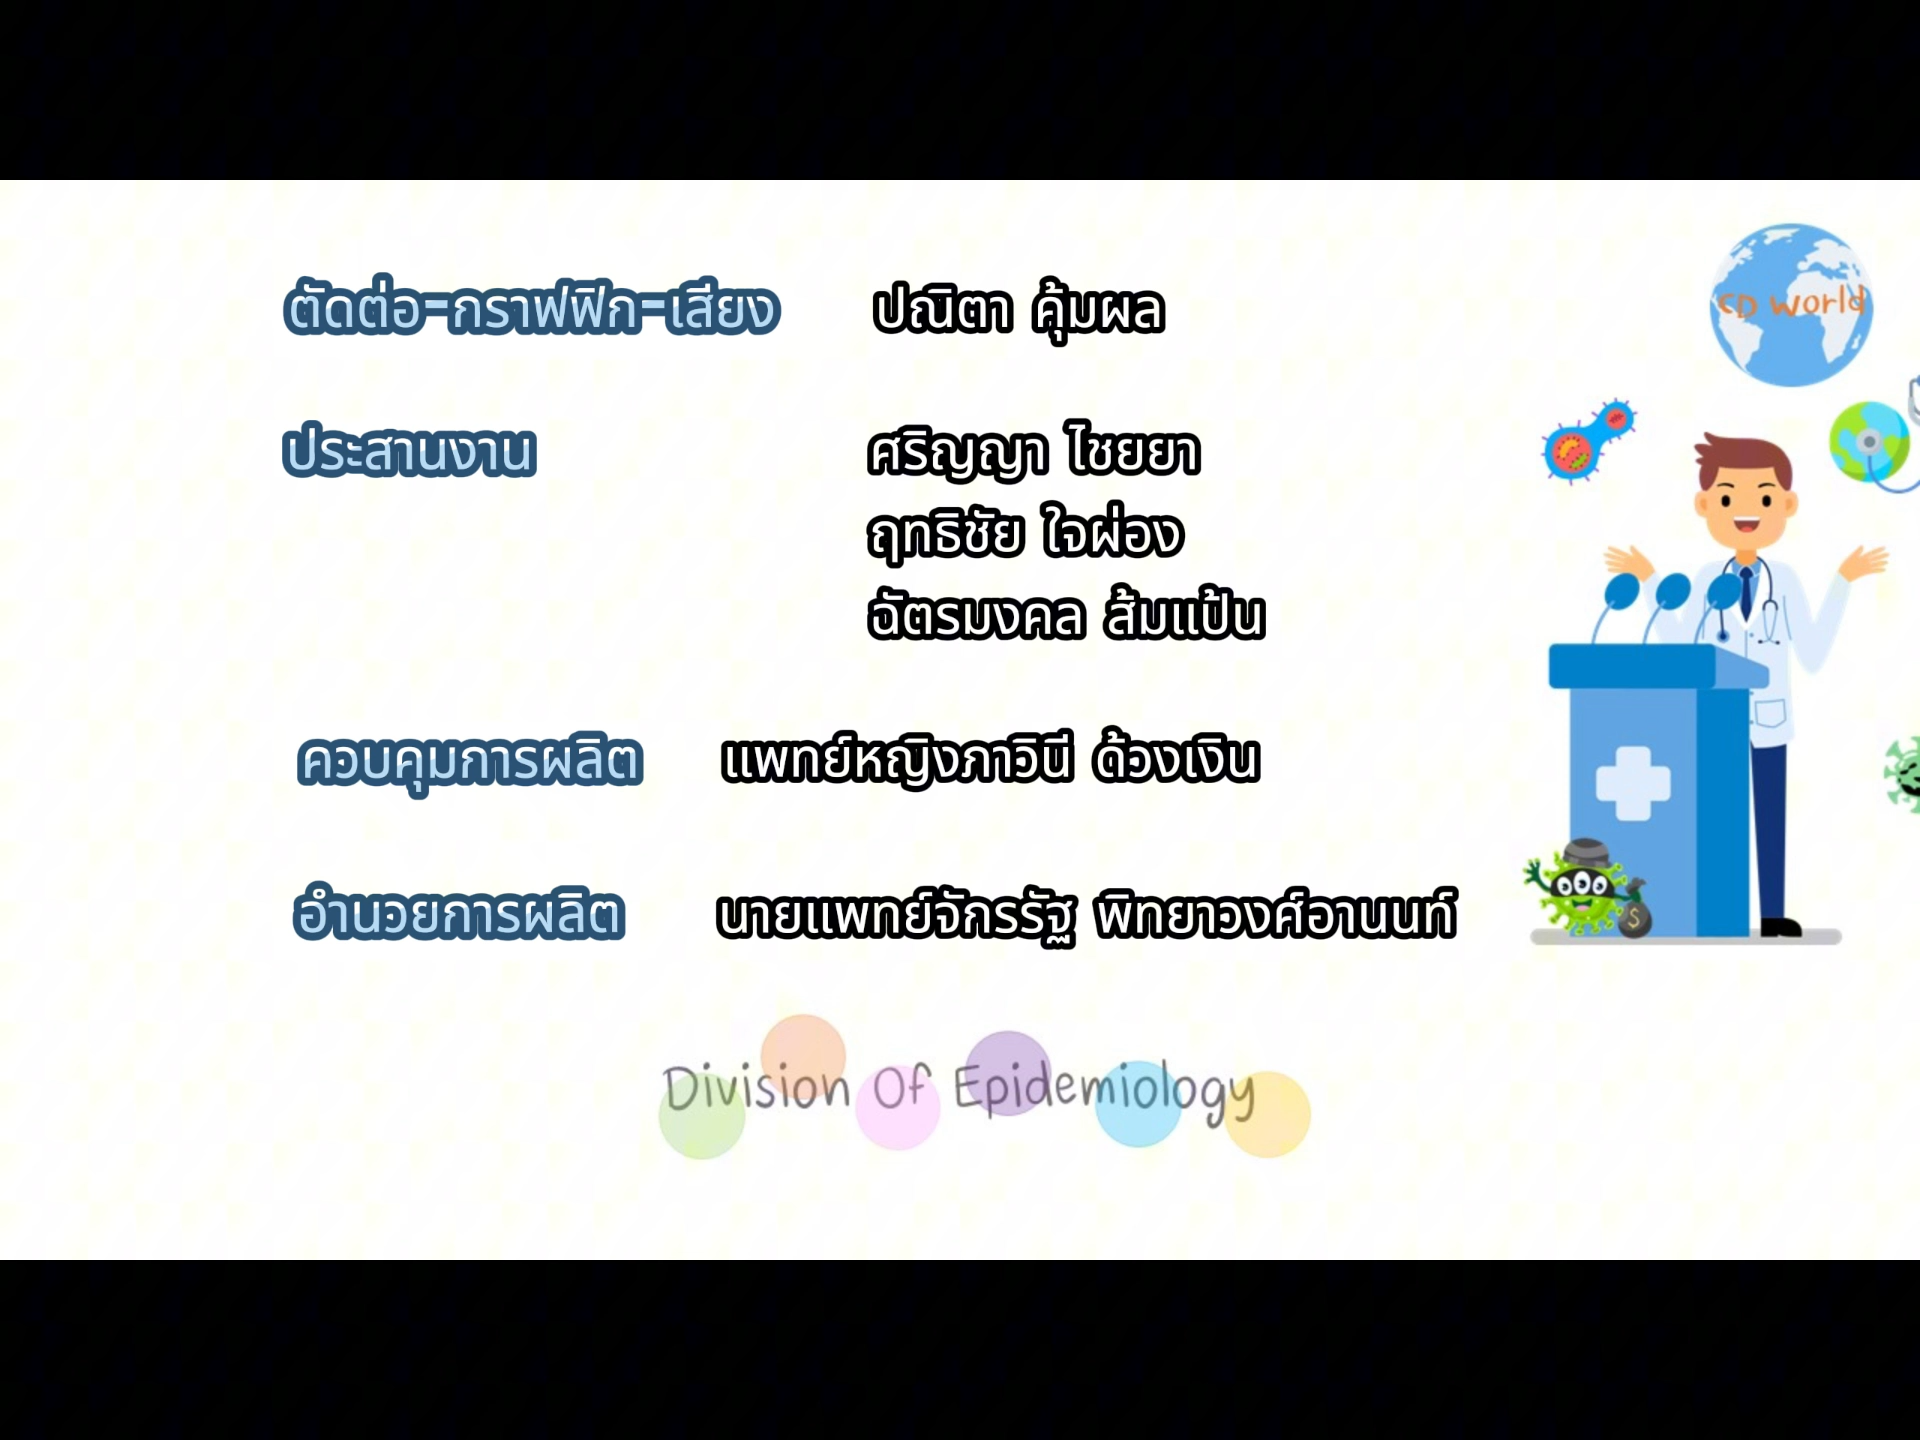 CD World
ตัดต่อ-กราฟฟิก-เสียง ปณิตา คุ้มผล
ประสานงาน ศริญญา ไชยยา
ฤทธิชัย ใจผ่อง
ฉัตรมงคล ส้มแป้น
ควบคุมการผลิต แพทย์หญิงภาวินี ด้วงเงิน
อำนวยการผลิต นายแพทย์จักรรัฐ พิทยาวงศ์อานนท์
$
Division Of Epidemiology